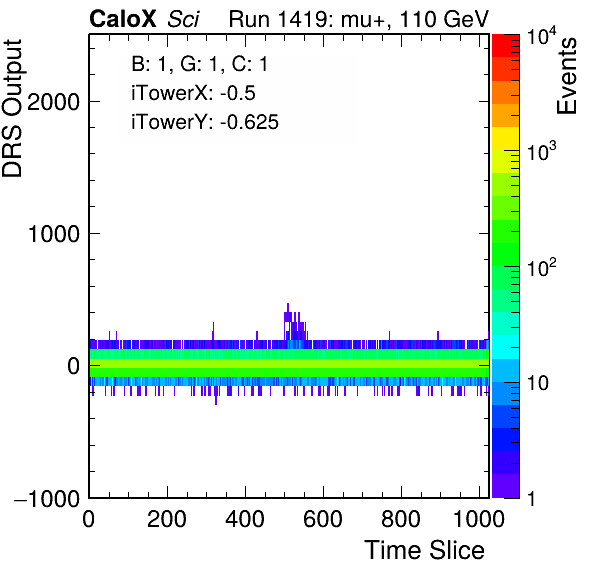 CaloX Sci Run 1419: mu+, 110 GeV
B: 1, G: 1, C: 1
iTowerX: -0.5
iTowerY: -0.625
DRS Output
2000
1000
0
−1000
0 200 400 600 800 1000
Time Slice
Events
10^4
10^3
10^2
10
1